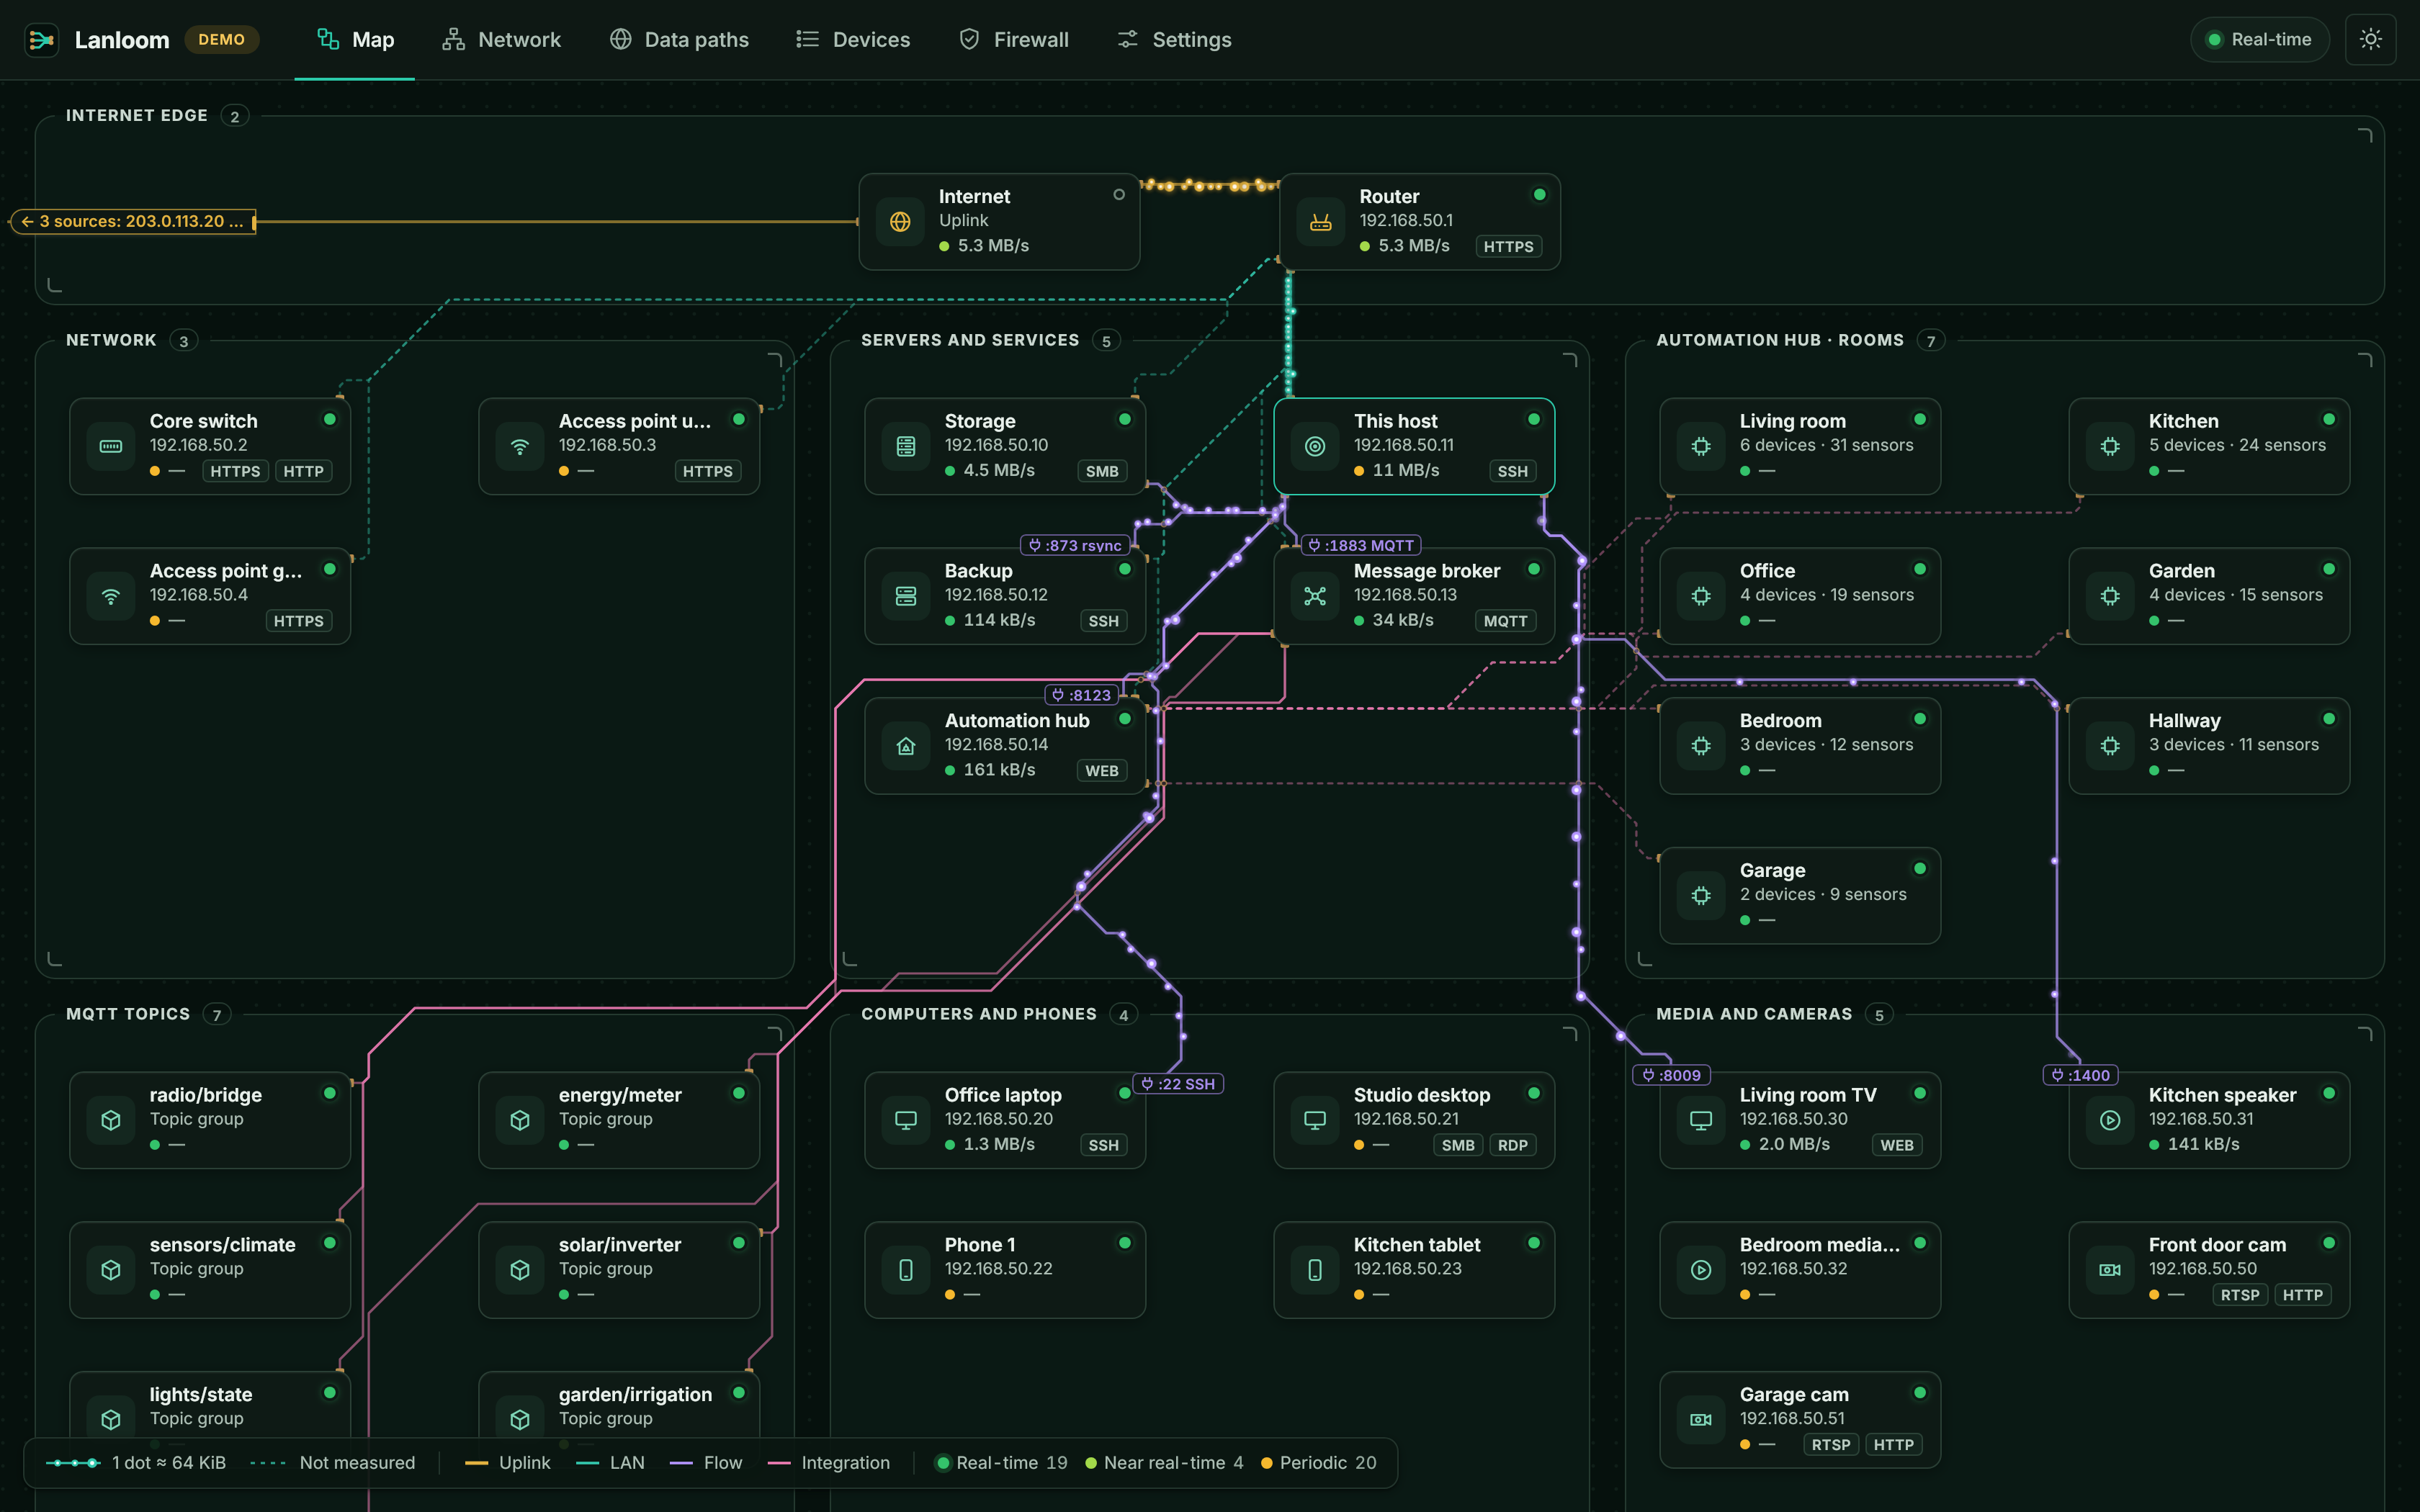 Lanloom DEMO Map Network Data paths Devices Firewall Settings Real-time
INTERNET EDGE 2
Internet
Uplink
5.3 MB/s
Router
192.168.50.1
5.3 MB/s HTTPS
← 3 sources: 203.0.113.20 ...
NETWORK 3
Core switch
192.168.50.2
— HTTPS HTTP
Access point u...
192.168.50.3
— HTTPS
Access point g...
192.168.50.4
— HTTPS
SERVERS AND SERVICES 5
Storage
192.168.50.10
4.5 MB/s SMB
This host
192.168.50.11
11 MB/s SSH
:873 rsync
:1883 MQTT
Backup
192.168.50.12
114 kB/s SSH
Message broker
192.168.50.13
34 kB/s MQTT
:8123
Automation hub
192.168.50.14
161 kB/s WEB
AUTOMATION HUB · ROOMS 7
Living room
6 devices · 31 sensors
—
Kitchen
5 devices · 24 sensors
—
Office
4 devices · 19 sensors
—
Garden
4 devices · 15 sensors
—
Bedroom
3 devices · 12 sensors
—
Hallway
3 devices · 11 sensors
—
Garage
2 devices · 9 sensors
—
MQTT TOPICS 7
radio/bridge
Topic group
—
energy/meter
Topic group
—
sensors/climate
Topic group
—
solar/inverter
Topic group
—
lights/state
Topic group
garden/irrigation
Topic group
COMPUTERS AND PHONES 4
:22 SSH
Office laptop
192.168.50.20
1.3 MB/s SSH
Studio desktop
192.168.50.21
— SMB RDP
Phone 1
192.168.50.22
—
Kitchen tablet
192.168.50.23
—
MEDIA AND CAMERAS 5
:8009
:1400
Living room TV
192.168.50.30
2.0 MB/s WEB
Kitchen speaker
192.168.50.31
141 kB/s
Bedroom media...
192.168.50.32
—
Front door cam
192.168.50.50
— RTSP HTTP
Garage cam
192.168.50.51
— RTSP HTTP
1 dot ≈ 64 KiB Not measured Uplink LAN Flow Integration Real-time 19 Near real-time 4 Periodic 20